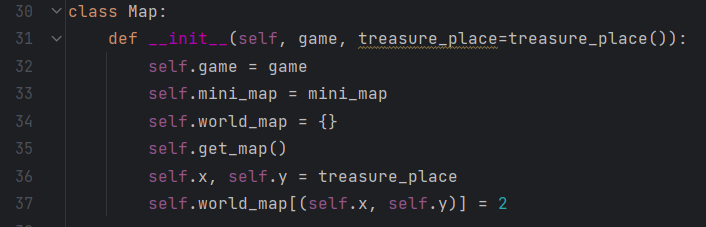 30 class Map:
31 def __init__(self, game, treasure_place=treasure_place()):
32 self.game = game
33 self.mini_map = mini_map
34 self.world_map = {}
35 self.get_map()
36 self.x, self.y = treasure_place
37 self.world_map[(self.x, self.y)] = 2